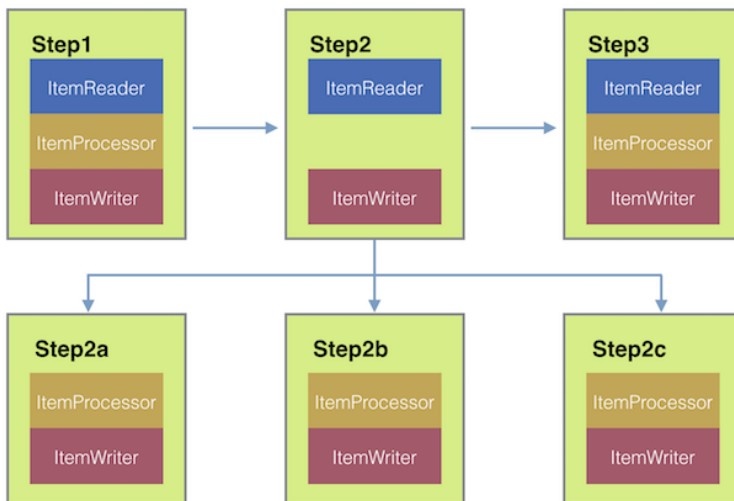 Step1
ItemReader
ItemProcessor
ItemWriter
Step2
ItemReader
ItemWriter
Step3
ItemReader
ItemProcessor
ItemWriter
Step2a
ItemProcessor
ItemWriter
Step2b
ItemProcessor
ItemWriter
Step2c
ItemProcessor
ItemWriter